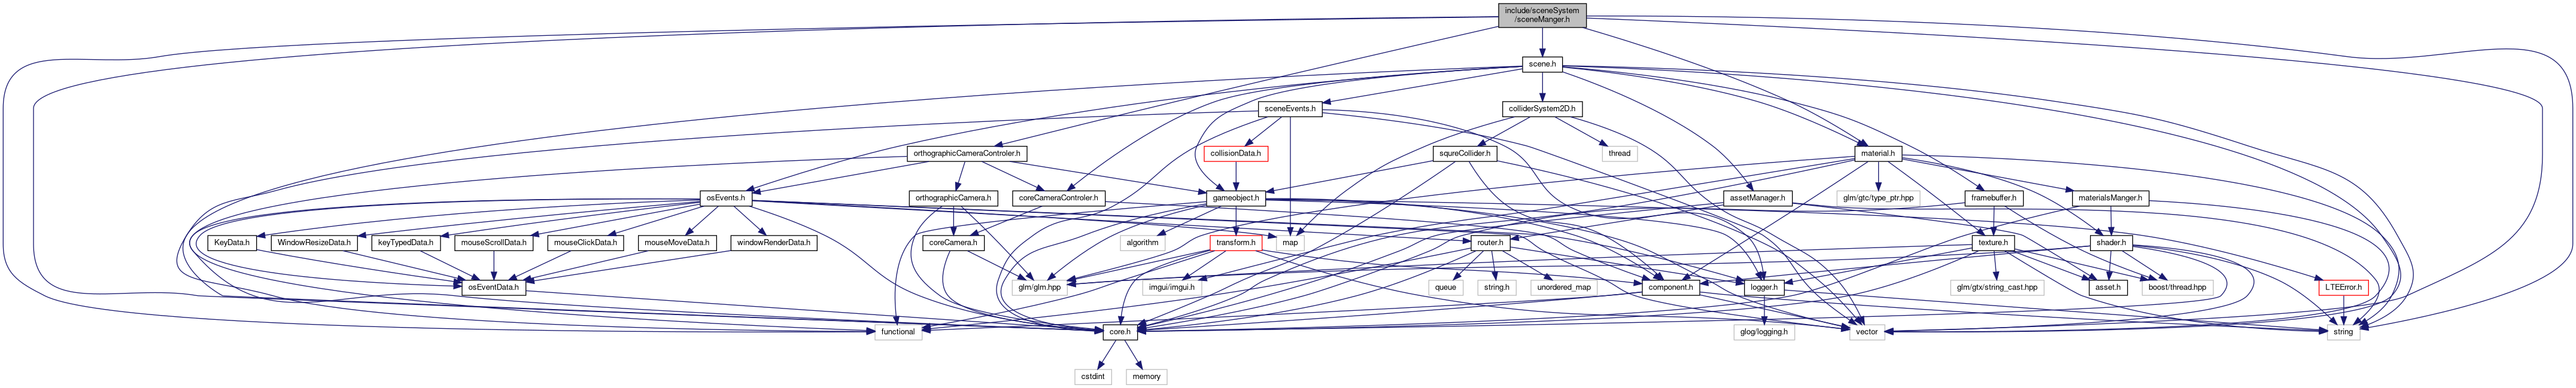 include/sceneSystem
/sceneManger.h
scene.h
sceneEvents.h
colliderSystem2D.h
orthographicCameraControler.h
collisionData.h
squreCollider.h
thread
material.h
osEvents.h
orthographicCamera.h
coreCameraControler.h
gameobject.h
assetManager.h
glm/gtc/type_ptr.hpp
framebuffer.h
materialsManger.h
KeyData.h
WindowResizeData.h
keyTypedData.h
mouseScrollData.h
mouseClickData.h
mouseMoveData.h
windowRenderData.h
coreCamera.h
algorithm
transform.h
map
router.h
texture.h
shader.h
osEventData.h
glm/glm.hpp
imgui/imgui.h
queue
string.h
unordered_map
component.h
logger.h
glm/gtx/string_cast.hpp
asset.h
boost/thread.hpp
LTEError.h
functional
core.h
glog/logging.h
vector
string
cstdint
memory